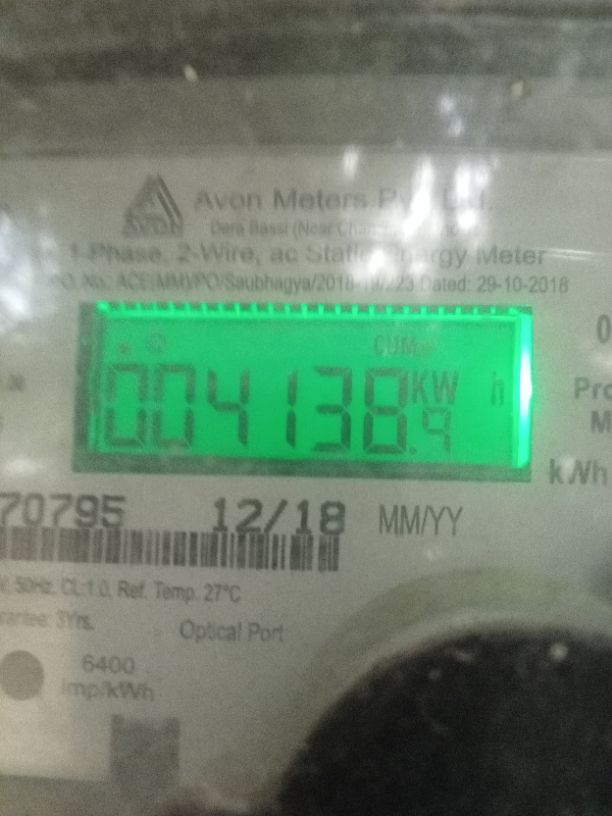 AVON
Avon Meters Pvt. Ltd.
Dera Bassi (Near
1-Phase, 2-Wire, ac Static Energy Meter
PO. No. ACE/MM/PO/Saubhagya/2018-19/223 Dated: 29-10-2018
CUM
004138.9 KW h
kWh
70795 12/18 MM/YY
50Hz, CL:1.0, Ref. Temp. 27°C
3Yrs.
Optical Port
6400
imp/kWh